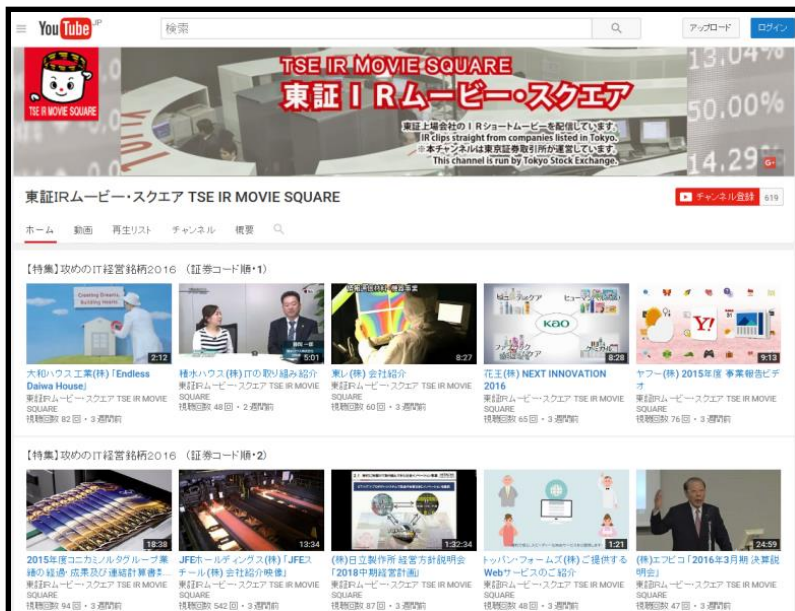 YouTube JP
検索
アップロード
ログイン
TSE IR MOVIE SQUARE
TSE IR MOVIE SQUARE
東証IRムービー・スクエア
東証上場会社のIRショートムービーを配信しています。
IR clips straight from companies listed in Tokyo.
※本チャンネルは東京証券取引所が運営しています。
This channel is run by Tokyo Stock Exchange.
13.04%
50.00%
14.29%
東証IRムービー・スクエア TSE IR MOVIE SQUARE
チャンネル登録 619
ホーム 動画 再生リスト チャンネル 概要
【特集】攻めのIT経営銘柄2016 （証券コード順・1）
Creating Dreams,
Building Hearts
2:12
5:01
8:27
kao
8:28
Y!
9:13
大和ハウス工業(株)「Endless
Daiwa House」
東証IRムービー・スクエア TSE IR MOVIE
SQUARE
視聴回数 82 回・3 週間前
積水ハウス(株) ITの取り組み紹介
東証IRムービー・スクエア TSE IR MOVIE
SQUARE
視聴回数 48 回・2 週間前
東レ(株) 会社紹介
東証IRムービー・スクエア TSE IR MOVIE
SQUARE
視聴回数 60 回・3 週間前
花王(株) NEXT INNOVATION
2016
東証IRムービー・スクエア TSE IR MOVIE
SQUARE
視聴回数 65 回・3 週間前
ヤフー(株) 2015年度 事業報告ビデ
オ
東証IRムービー・スクエア TSE IR MOVIE
SQUARE
視聴回数 76 回・3 週間前
【特集】攻めのIT経営銘柄2016 （証券コード順・2）
18:38
13:34
1:32:34
1:21
24:59
2015年度コニカミノルタグループ業
績の経過・成果及び連結計算書...
東証IRムービー・スクエア TSE IR MOVIE
SQUARE
視聴回数 94 回・3 週間前
JFEホールディングス(株)「JFEス
チール(株) 会社紹介映像」
東証IRムービー・スクエア TSE IR MOVIE
SQUARE
視聴回数 542 回・3 週間前
(株)日立製作所 経営方針説明会
「2018中期経営計画」
東証IRムービー・スクエア TSE IR MOVIE
SQUARE
視聴回数 87 回・3 週間前
トッパン・フォームズ(株) ご提供する
Webサービスのご紹介
東証IRムービー・スクエア TSE IR MOVIE
SQUARE
視聴回数 48 回・3 週間前
(株)エフピコ「2016年3月期 決算説
明会」
東証IRムービー・スクエア TSE IR MOVIE
SQUARE
視聴回数 47 回・3 週間前